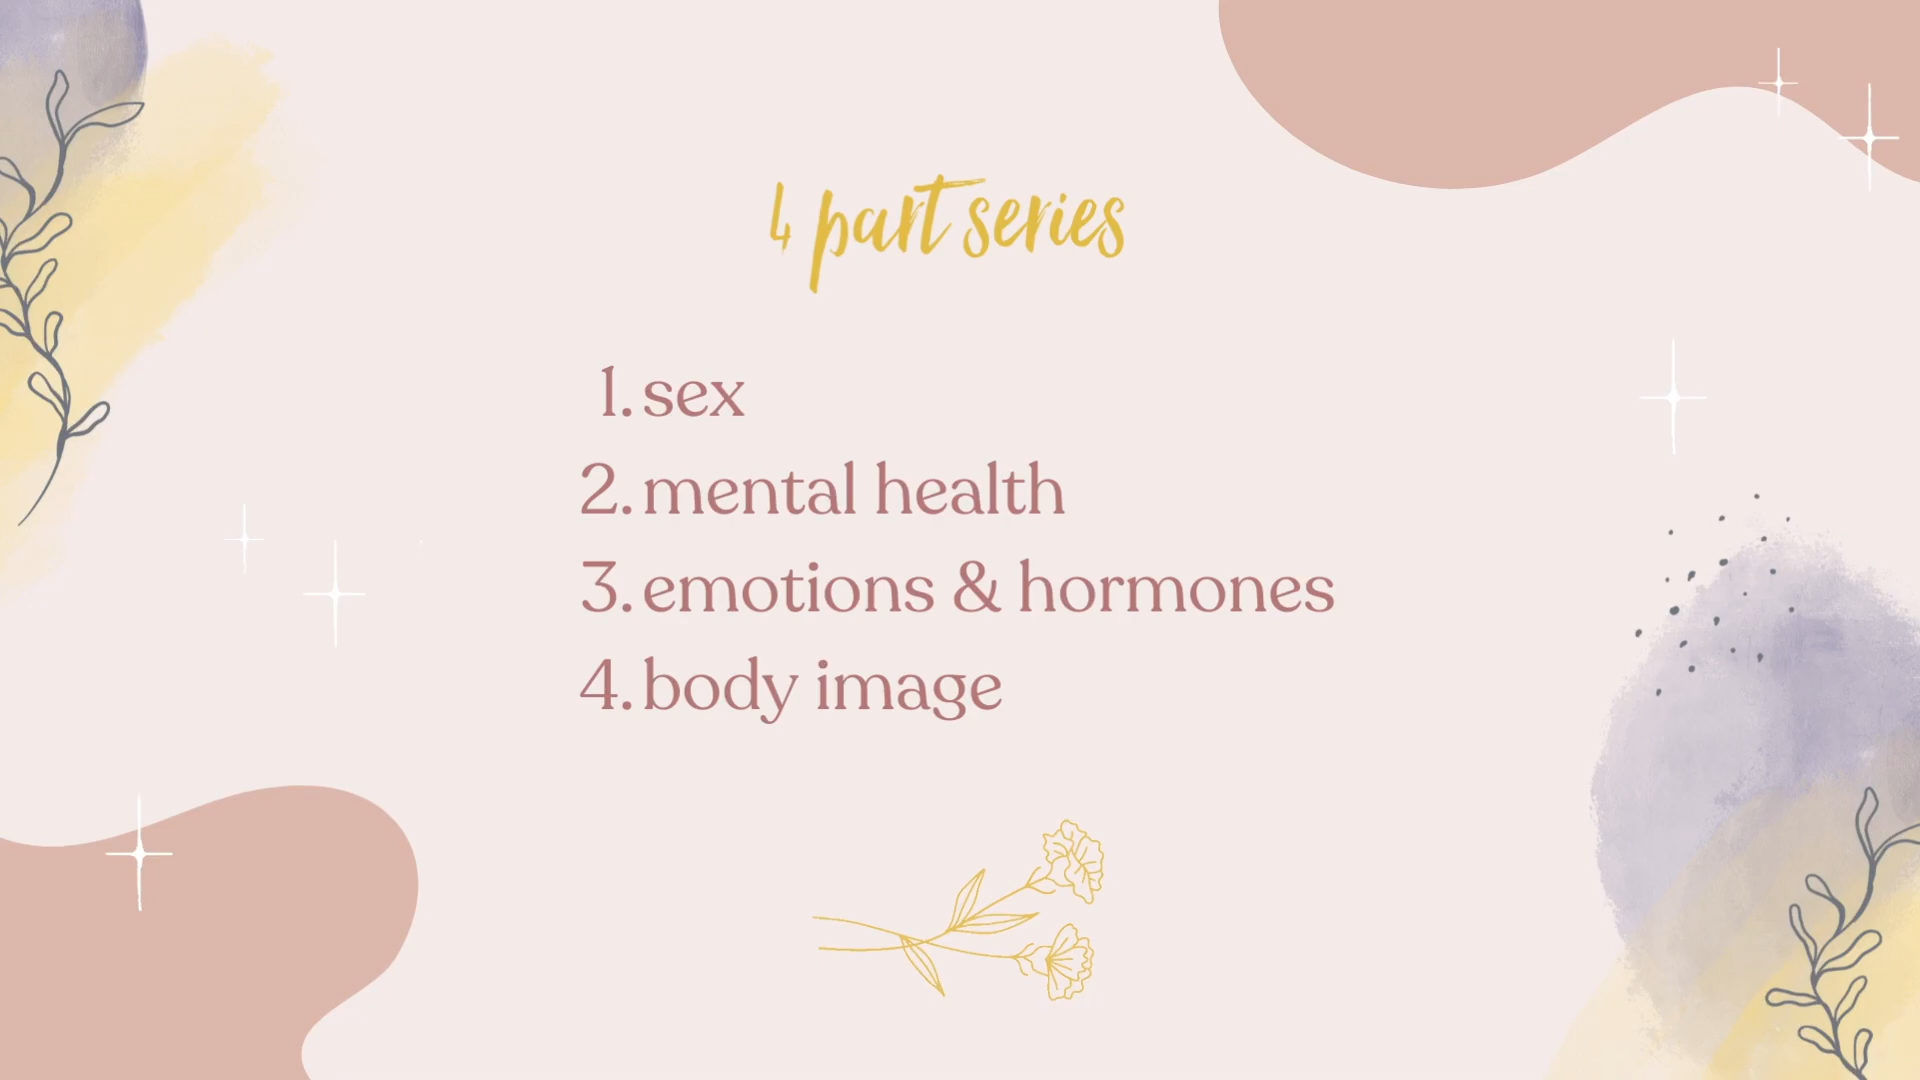 4 part series
1. sex
2. mental health
3. emotions & hormones
4. body image